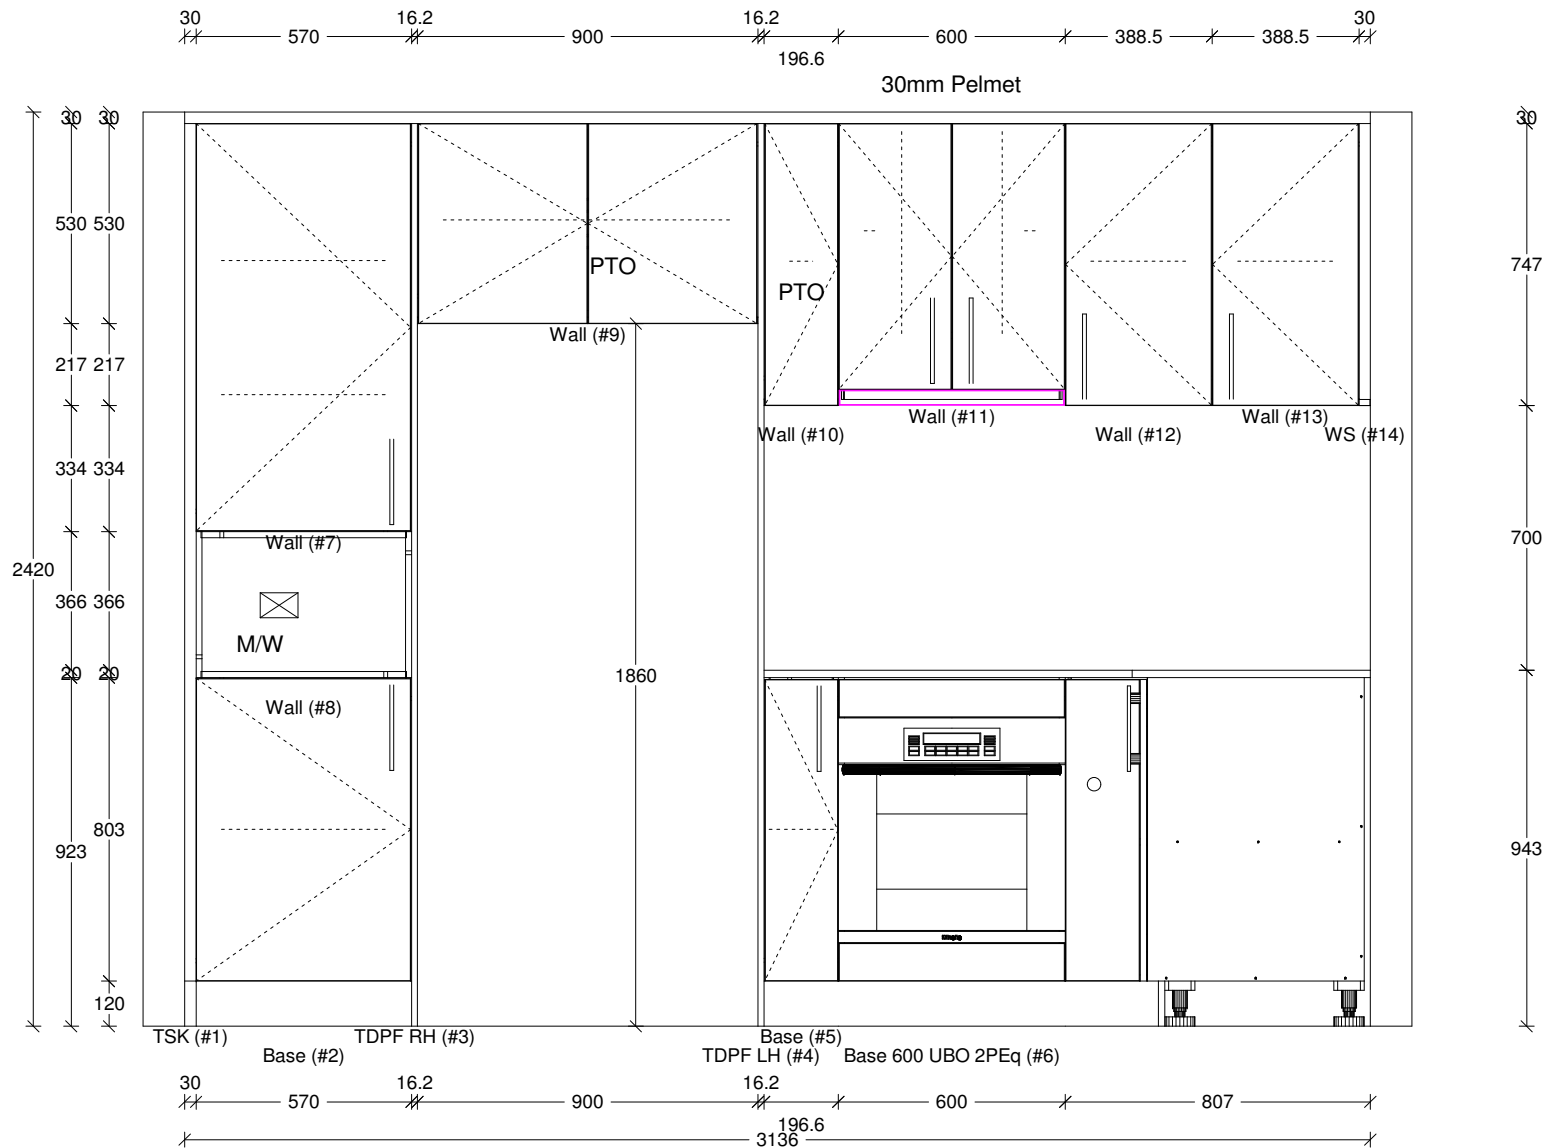 30 16.2 16.2 30
570 900 600 388.5 388.5
196.6
30mm Pelmet
30 30 30
530 530 747
PTO
PTO
Wall (#9)
217 217
Wall (#11) Wall (#13)
Wall (#10) Wall (#12) WS (#14)
334 334
Wall (#7) 700
2420
366 366
M/W
20 20 1860
Wall (#8)
803
923 943
120
TSK (#1) TDPF RH (#3) Base (#5)
Base (#2) TDPF LH (#4) Base 600 UBO 2PEq (#6)
30 16.2 16.2
570 900 600 807
196.6
3136